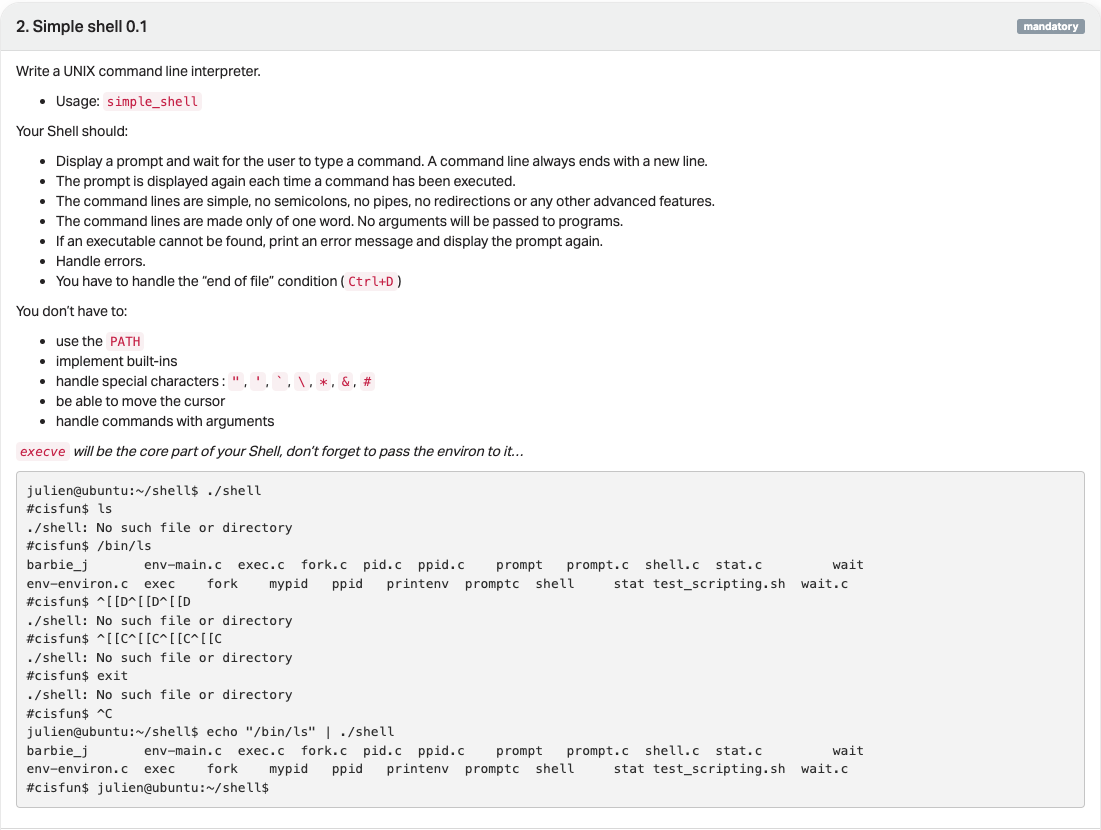 2. Simple shell 0.1
mandatory
Write a UNIX command line interpreter.
• Usage: simple_shell
Your Shell should:
• Display a prompt and wait for the user to type a command. A command line always ends with a new line.
• The prompt is displayed again each time a command has been executed.
• The command lines are simple, no semicolons, no pipes, no redirections or any other advanced features.
• The command lines are made only of one word. No arguments will be passed to programs.
• If an executable cannot be found, print an error message and display the prompt again.
• Handle errors.
• You have to handle the “end of file” condition (Ctrl+D)
You don’t have to:
• use the PATH
• implement built-ins
• handle special characters : ", ', `, \, *, &, #
• be able to move the cursor
• handle commands with arguments
execve will be the core part of your Shell, don’t forget to pass the environ to it…
julien@ubuntu:~/shell$ ./shell
#cisfun$ ls
./shell: No such file or directory
#cisfun$ /bin/ls
barbie_j       env-main.c  exec.c  fork.c  pid.c  ppid.c    prompt   prompt.c  shell.c  stat.c         wait
env-environ.c  exec    fork    mypid   ppid   printenv  promptc  shell     stat test_scripting.sh  wait.c
#cisfun$ ^[[D^[[D^[[D
./shell: No such file or directory
#cisfun$ ^[[C^[[C^[[C^[[C
./shell: No such file or directory
#cisfun$ exit
./shell: No such file or directory
#cisfun$ ^C
julien@ubuntu:~/shell$ echo "/bin/ls" | ./shell
barbie_j       env-main.c  exec.c  fork.c  pid.c  ppid.c    prompt   prompt.c  shell.c  stat.c         wait
env-environ.c  exec    fork    mypid   ppid   printenv  promptc  shell     stat test_scripting.sh  wait.c
#cisfun$ julien@ubuntu:~/shell$